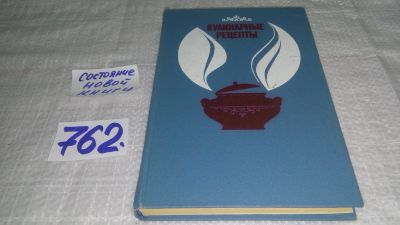 КУЛИНАРНЫЕ
РЕЦЕПТЫ
СОСТОЯНИЕ
НОВОЙ
КНИГИ
762.